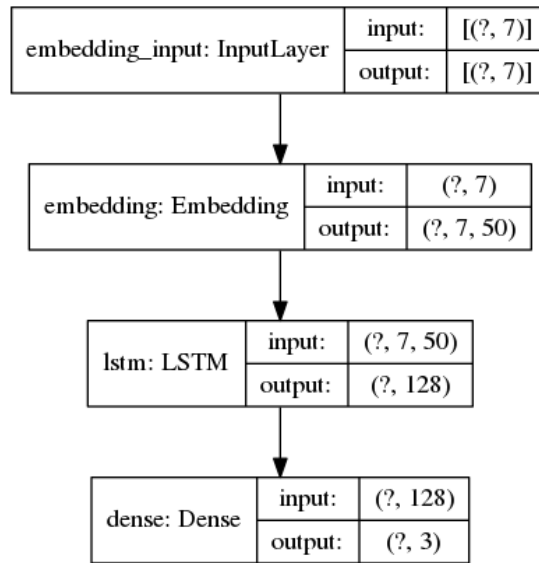 embedding_input: InputLayer
input:
[(?, 7)]
output:
[(?, 7)]
embedding: Embedding
input:
(?, 7)
output:
(?, 7, 50)
lstm: LSTM
input:
(?, 7, 50)
output:
(?, 128)
dense: Dense
input:
(?, 128)
output:
(?, 3)